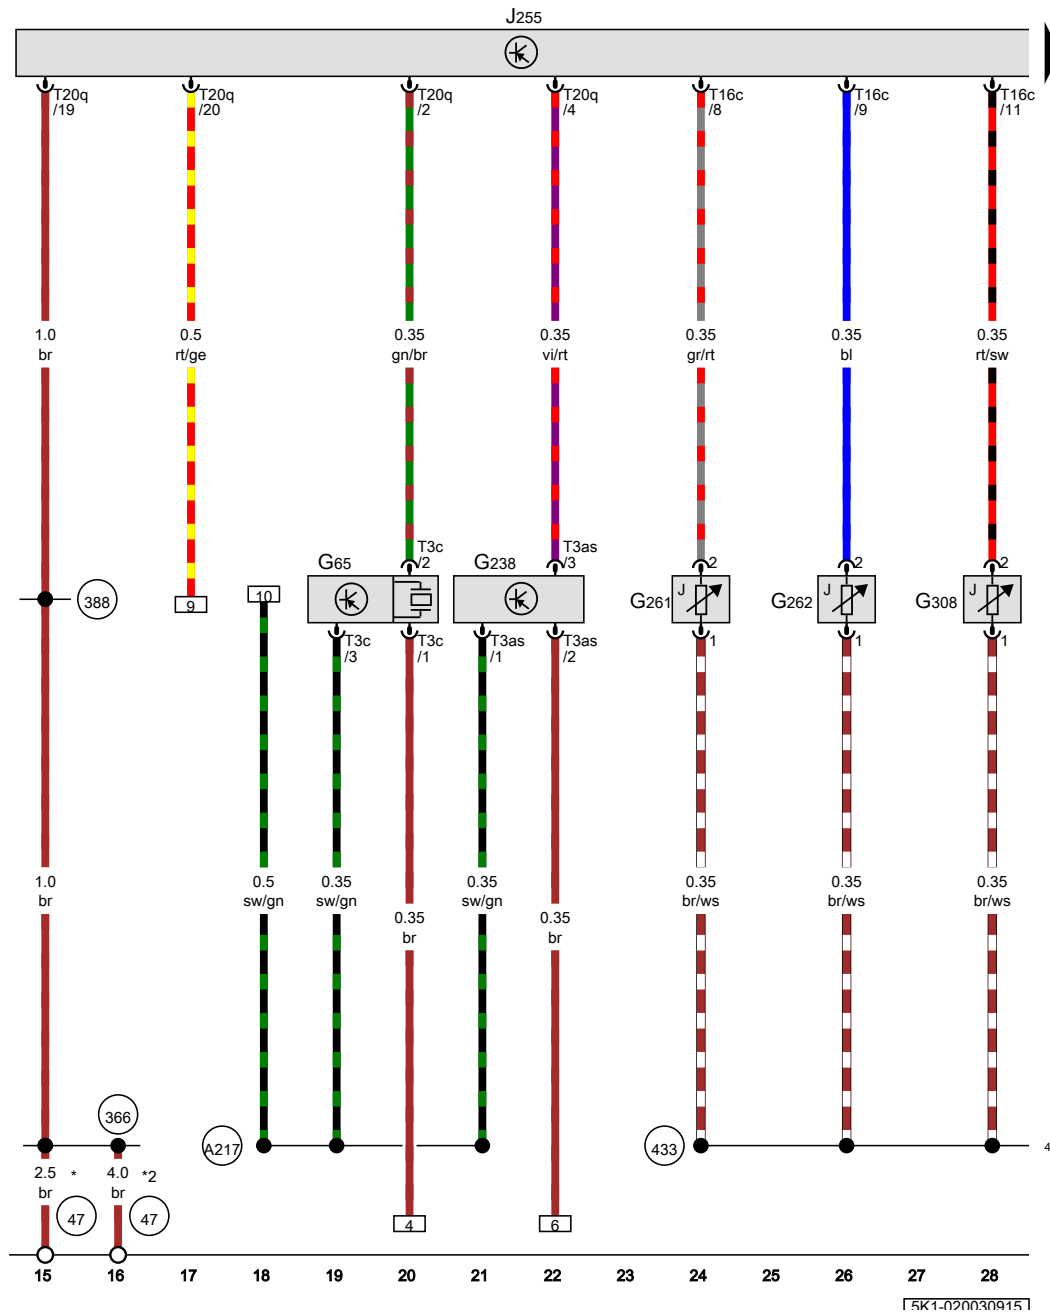 J255
T20q T20q T20q T20q T16c T16c T16c
/19 /20 /2 /4 /8 /9 /11
1.0 0.5 0.35 0.35 0.35 0.35 0.35
br rt/ge gn/br vi/rt gr/rt bl rt/sw
T3c T3as
/2 /3 2 2 2
G65 G238
388 9 10 G261 J G262 J G308 J
T3c T3c T3as T3as 1 1 1
/3 /1 /1 /2
1.0 0.5 0.35 0.35 0.35 0.35 0.35
br sw/gn sw/gn sw/gn br/ws br/ws br/ws
0.35 0.35
br br
366
A217 433 4
2.5 * 4.0 *2
br br
47 47 4 6
15 16 17 18 19 20 21 22 23 24 25 26 27 28
5K1-020030915